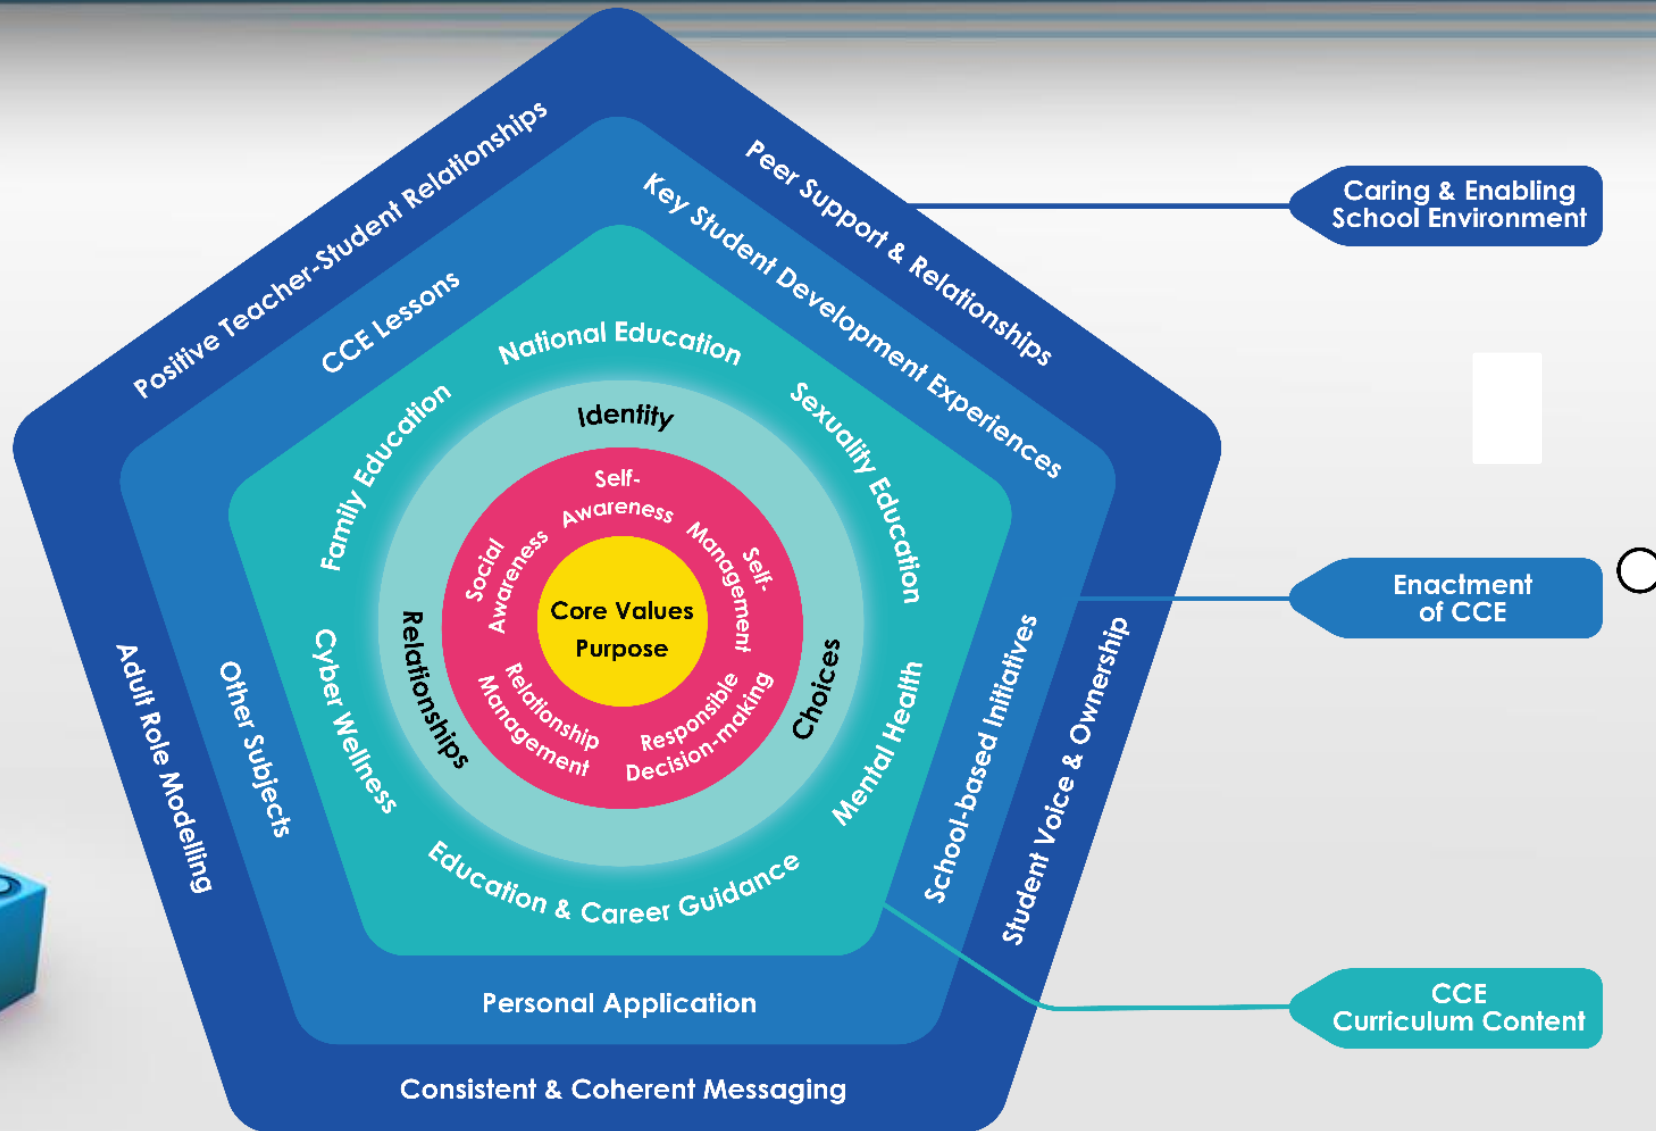 Positive Teacher-Student Relationships
Peer Support & Relationships
Student Voice & Ownership
Consistent & Coherent Messaging
Adult Role Modelling
CCE Lessons
Key Student Development Experiences
School-based Initiatives
Personal Application
Other Subjects
National Education
Sexuality Education
Mental Health
Education & Career Guidance
Cyber Wellness
Family Education
Identity
Choices
Relationships
Self-
Awareness
Self-
Management
Responsible
Decision-making
Relationship
Management
Social
Awareness
Core Values
Purpose
Caring & Enabling
School Environment
Enactment
of CCE
CCE
Curriculum Content